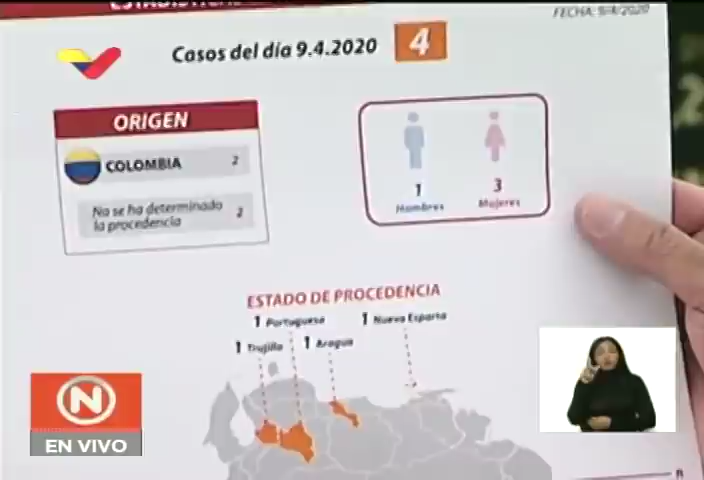 FECHA: 9/4/2020
Casos del día 9.4.2020
4
ORIGEN
COLOMBIA 2
No se ha determinado
la procedencia 2
1
Hombres
3
Mujeres
ESTADO DE PROCEDENCIA
1 Portuguesa
1 Nueva Esparta
1 Trujillo
1 Aragua
N
EN VIVO